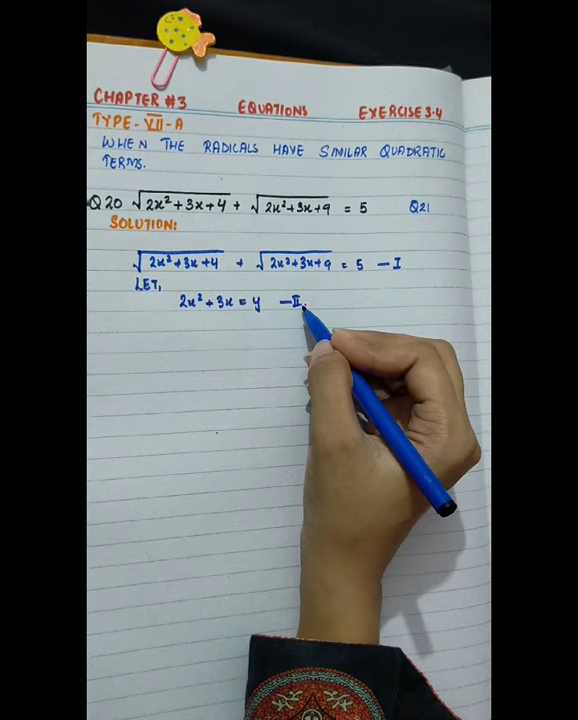 CHAPTER #3 EQUATIONS EXERCISE 3.4
TYPE-VII-A
WHEN THE RADICALS HAVE SIMILAR QUADRATIC
TERMS.
Q20 √2x²+3x+4 + √2x²+3x+9 = 5 Q21
SOLUTION:
√2x²+3x+4 + √2x²+3x+9 = 5 —I
LET,
2x²+3x = y —II